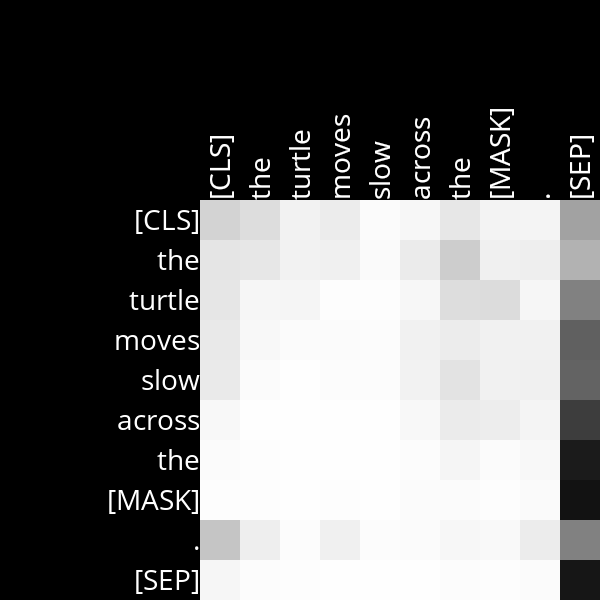 [CLS]
the
turtle
moves
slow
across
the
[MASK]
.
[SEP]
[CLS]
the
turtle
moves
slow
across
the
[MASK]
.
[SEP]